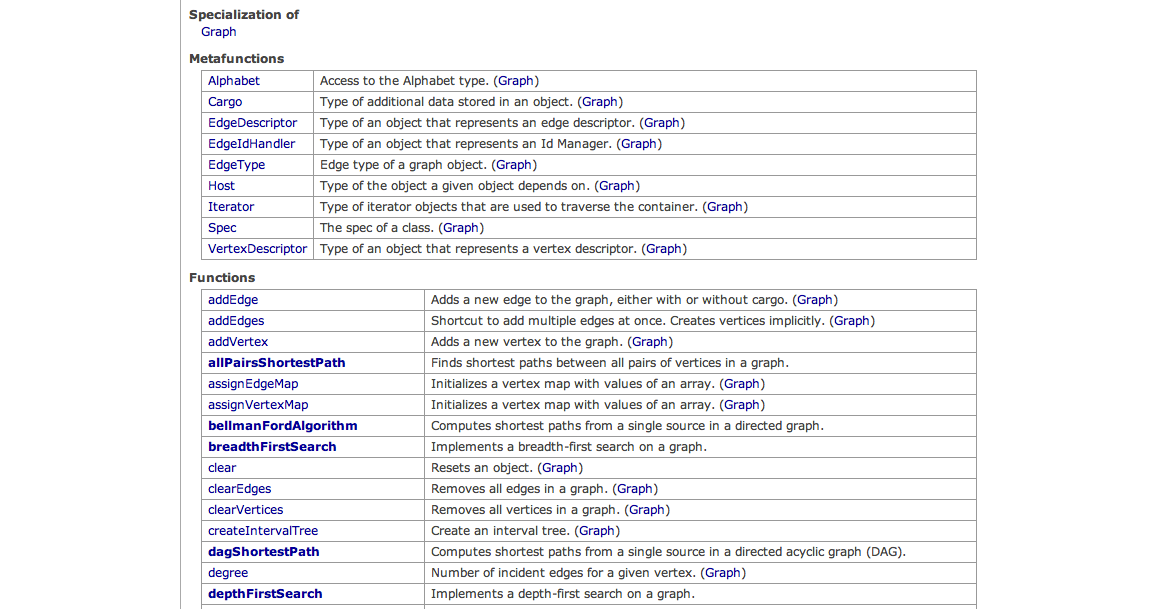 Specialization of
Graph
Metafunctions
Alphabet Access to the Alphabet type. (Graph)
Cargo Type of additional data stored in an object. (Graph)
EdgeDescriptor Type of an object that represents an edge descriptor. (Graph)
EdgeIdHandler Type of an object that represents an Id Manager. (Graph)
EdgeType Edge type of a graph object. (Graph)
Host Type of the object a given object depends on. (Graph)
Iterator Type of iterator objects that are used to traverse the container. (Graph)
Spec The spec of a class. (Graph)
VertexDescriptor Type of an object that represents a vertex descriptor. (Graph)
Functions
addEdge Adds a new edge to the graph, either with or without cargo. (Graph)
addEdges Shortcut to add multiple edges at once. Creates vertices implicitly. (Graph)
addVertex Adds a new vertex to the graph. (Graph)
allPairsShortestPath Finds shortest paths between all pairs of vertices in a graph.
assignEdgeMap Initializes a vertex map with values of an array. (Graph)
assignVertexMap Initializes a vertex map with values of an array. (Graph)
bellmanFordAlgorithm Computes shortest paths from a single source in a directed graph.
breadthFirstSearch Implements a breadth-first search on a graph.
clear Resets an object. (Graph)
clearEdges Removes all edges in a graph. (Graph)
clearVertices Removes all vertices in a graph. (Graph)
createIntervalTree Create an interval tree. (Graph)
dagShortestPath Computes shortest paths from a single source in a directed acyclic graph (DAG).
degree Number of incident edges for a given vertex. (Graph)
depthFirstSearch Implements a depth-first search on a graph.